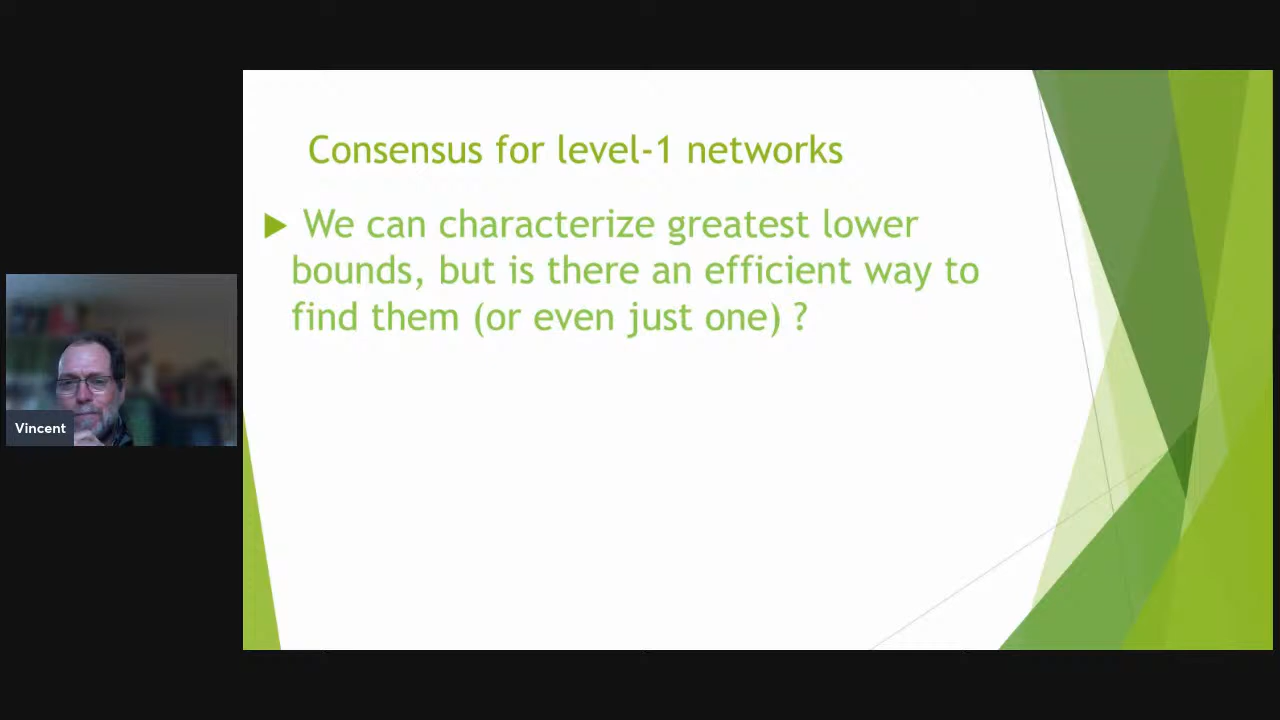 Consensus for level-1 networks
We can characterize greatest lower
bounds, but is there an efficient way to
find them (or even just one) ?
Vincent